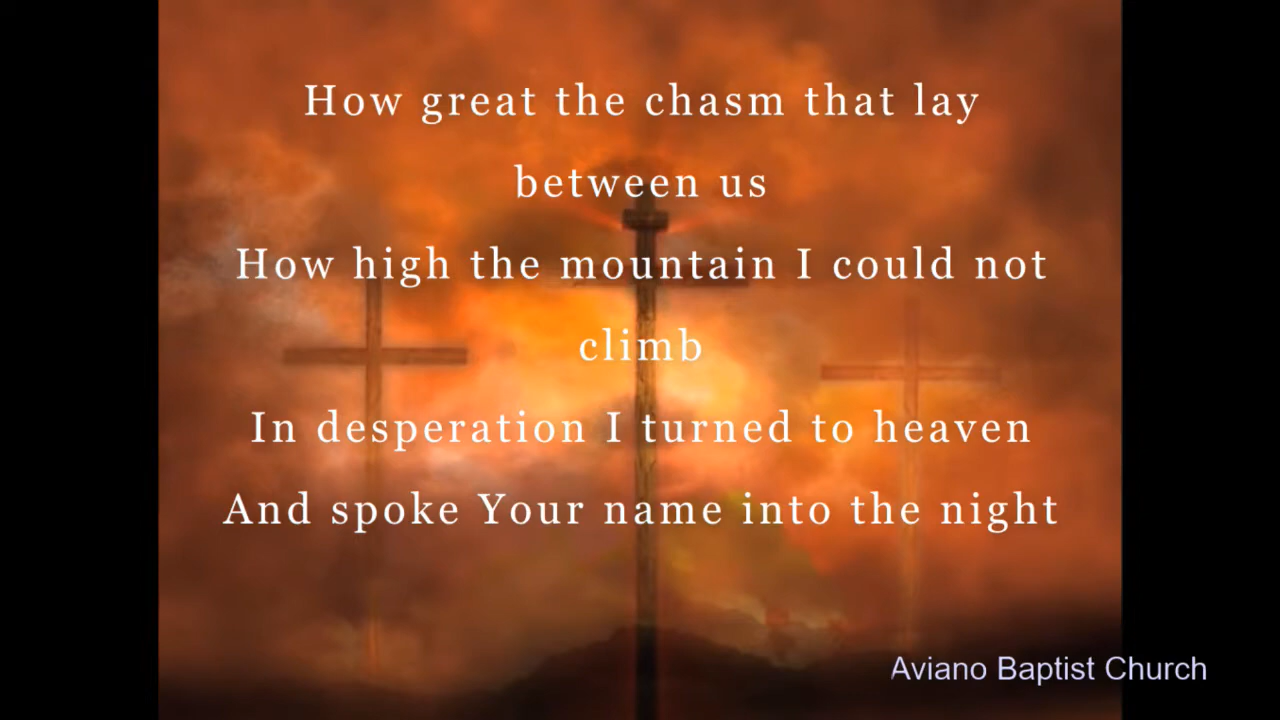 How great the chasm that lay
between us
How high the mountain I could not
climb
In desperation I turned to heaven
And spoke Your name into the night
Aviano Baptist Church